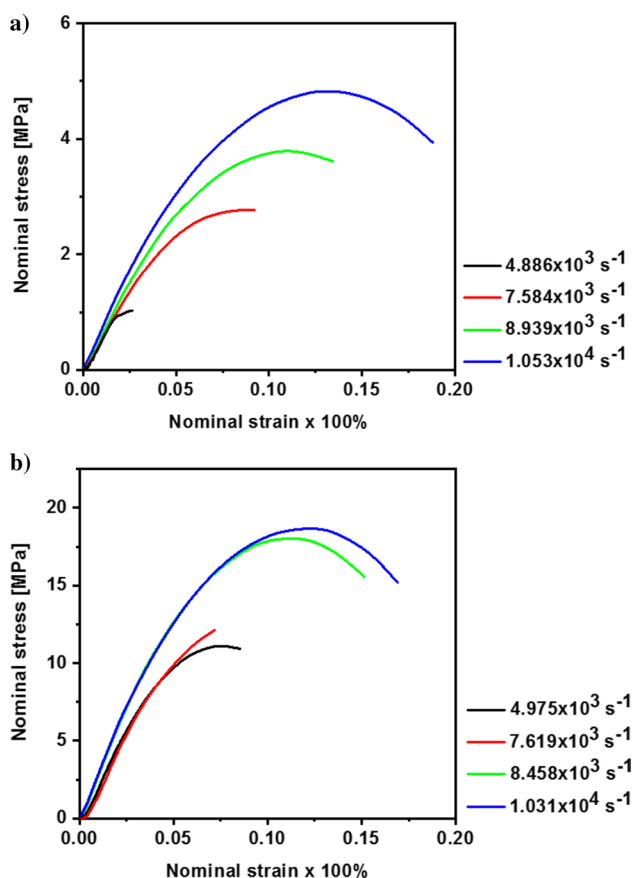 a)
6
4
2
0
Nominal stress [MPa]
0.00 0.05 0.10 0.15 0.20
Nominal strain x 100%
4.886x10³ s⁻¹
7.584x10³ s⁻¹
8.939x10³ s⁻¹
1.053x10⁴ s⁻¹
b)
20
15
10
5
0
Nominal stress [MPa]
0.00 0.05 0.10 0.15 0.20
Nominal strain x 100%
4.975x10³ s⁻¹
7.619x10³ s⁻¹
8.458x10³ s⁻¹
1.031x10⁴ s⁻¹